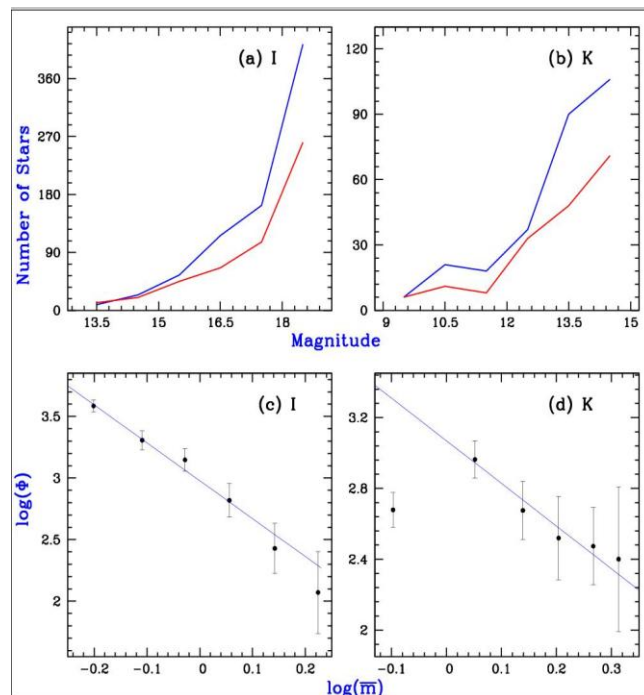 (a) I
(b) K
360
270
180
90
0
120
90
60
30
0
Number of Stars
13.5 15 16.5 18
9 10.5 12 13.5 15
Magnitude
(c) I
(d) K
3.5
3
2.5
2
3.2
2.8
2.4
2
log(Φ)
-0.2 -0.1 0 0.1 0.2
-0.1 0 0.1 0.2 0.3
log(m̅)